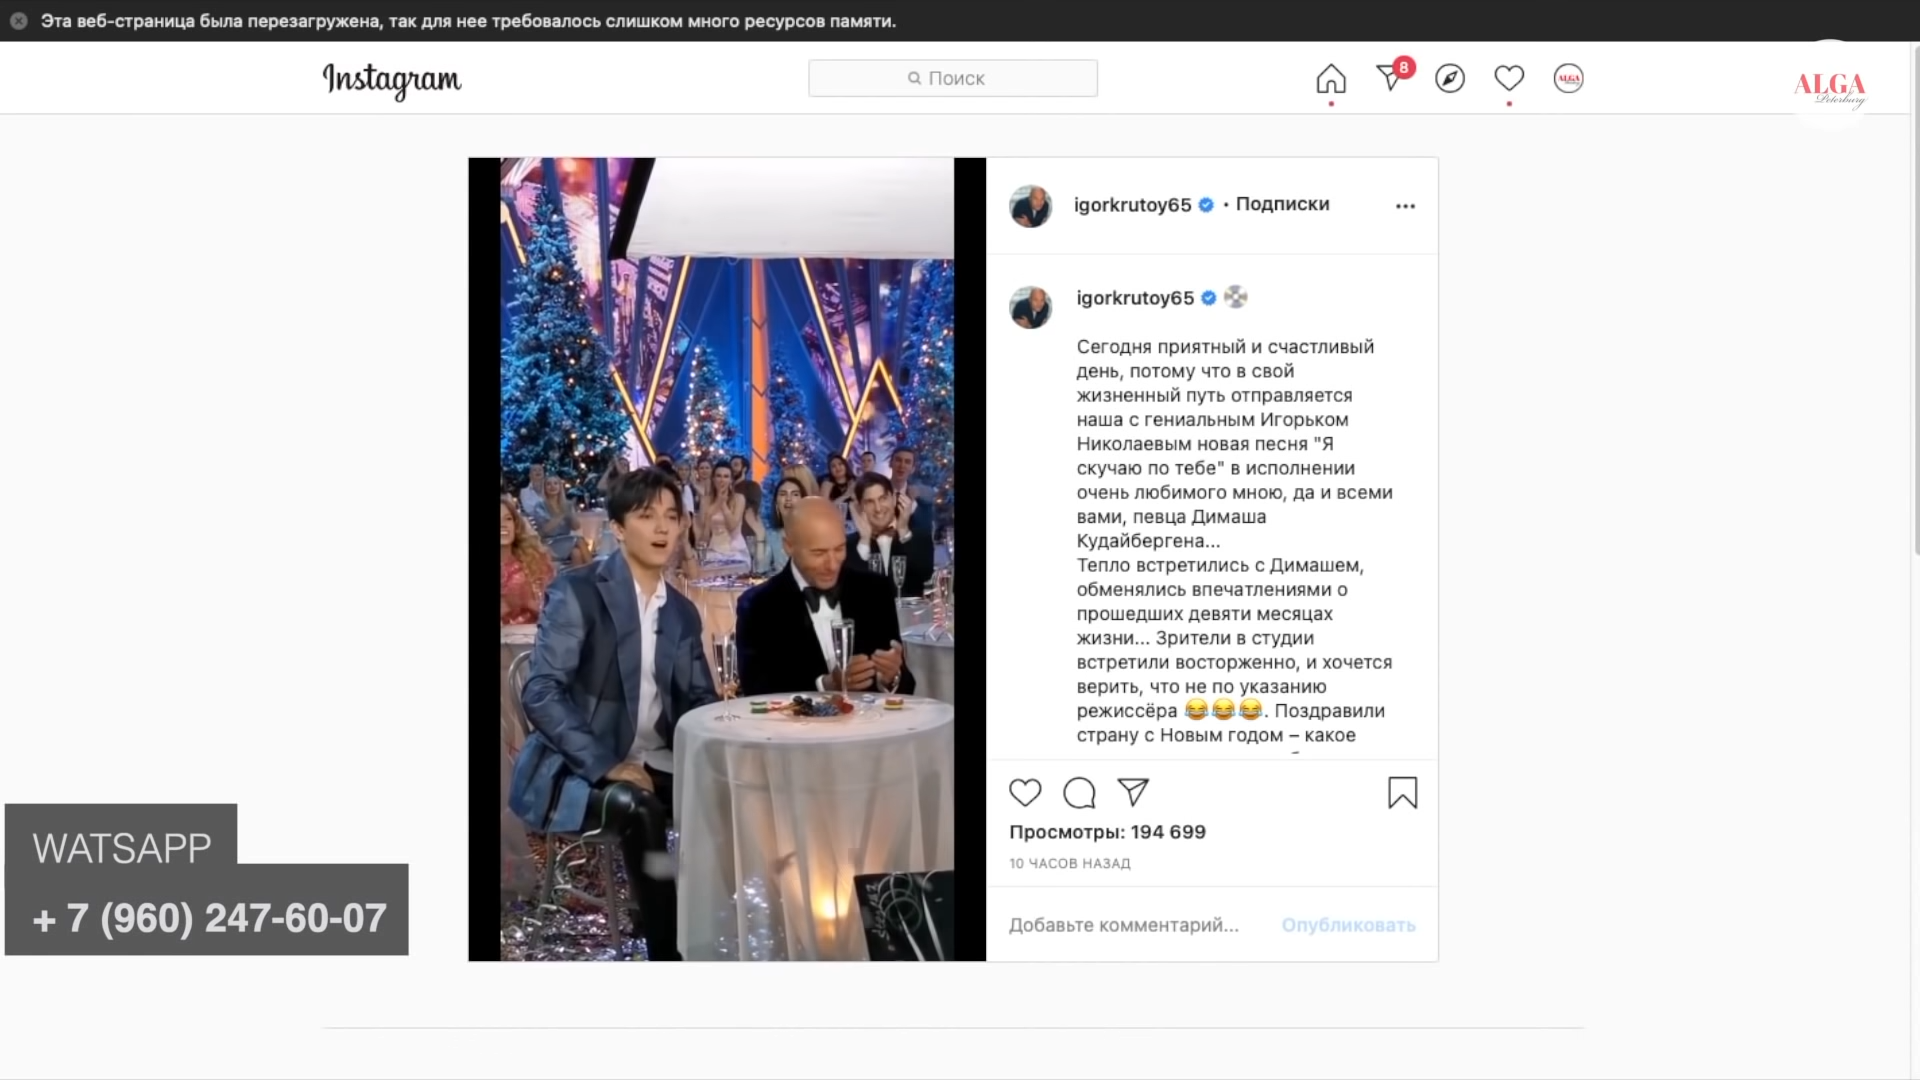 Эта веб-страница была перезагружена, так для нее требовалось слишком много ресурсов памяти.
Instagram
Поиск
8
ALGA
ALGA
Peterburg
igorkrutoy65 • Подписки
igorkrutoy65
Сегодня приятный и счастливый
день, потому что в свой
жизненный путь отправляется
наша с гениальным Игорьком
Николаевым новая песня "Я
скучаю по тебе" в исполнении
очень любимого мною, да и всеми
вами, певца Димаша
Кудайбергена...
Тепло встретились с Димашем,
обменялись впечатлениями о
прошедших девяти месяцах
жизни... Зрители в студии
встретили восторженно, и хочется
верить, что не по указанию
режиссёра 😂😂😂. Поздравили
страну с Новым годом – какое
Просмотры: 194 699
10 ЧАСОВ НАЗАД
Добавьте комментарий... Опубликовать
WATSAPP
+ 7 (960) 247-60-07